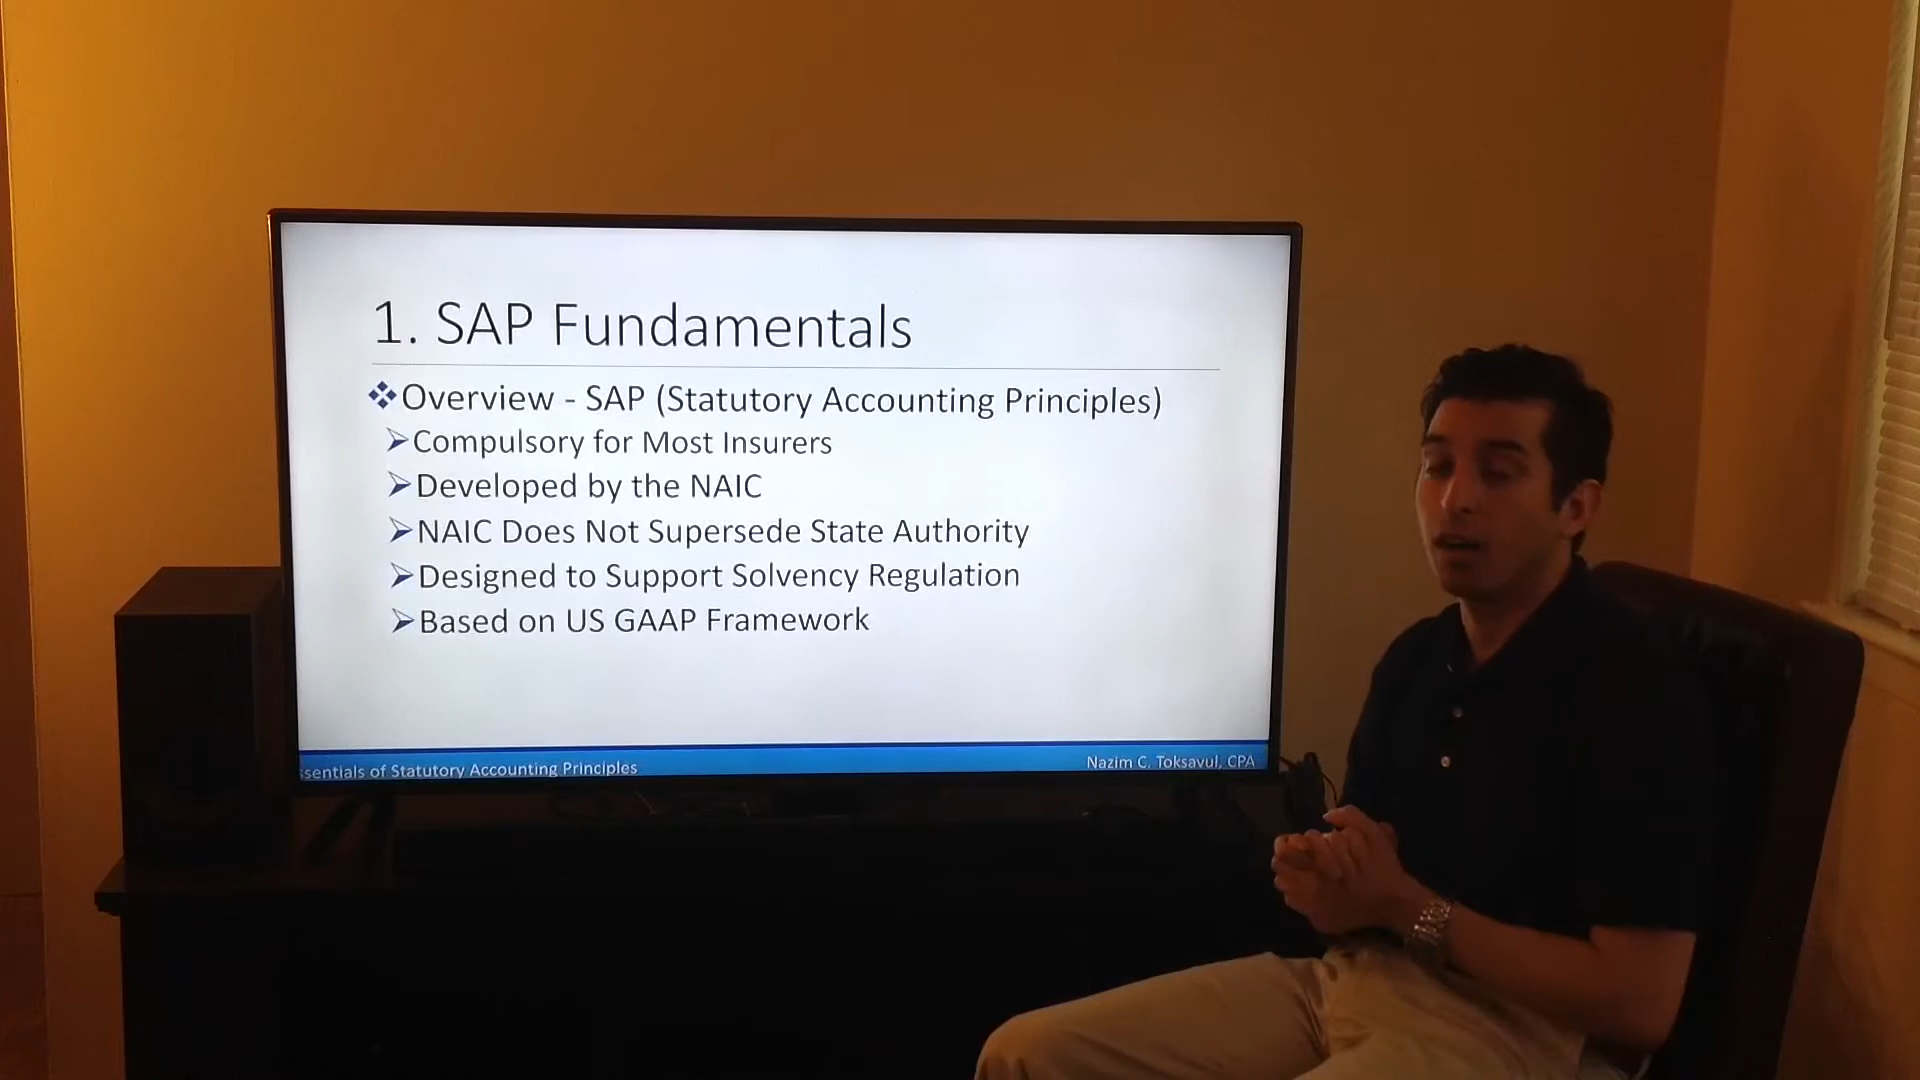 1. SAP Fundamentals
Overview - SAP (Statutory Accounting Principles)
Compulsory for Most Insurers
Developed by the NAIC
NAIC Does Not Supersede State Authority
Designed to Support Solvency Regulation
Based on US GAAP Framework
ssentials of Statutory Accounting Principles
Nazim C. Toksavul, CPA